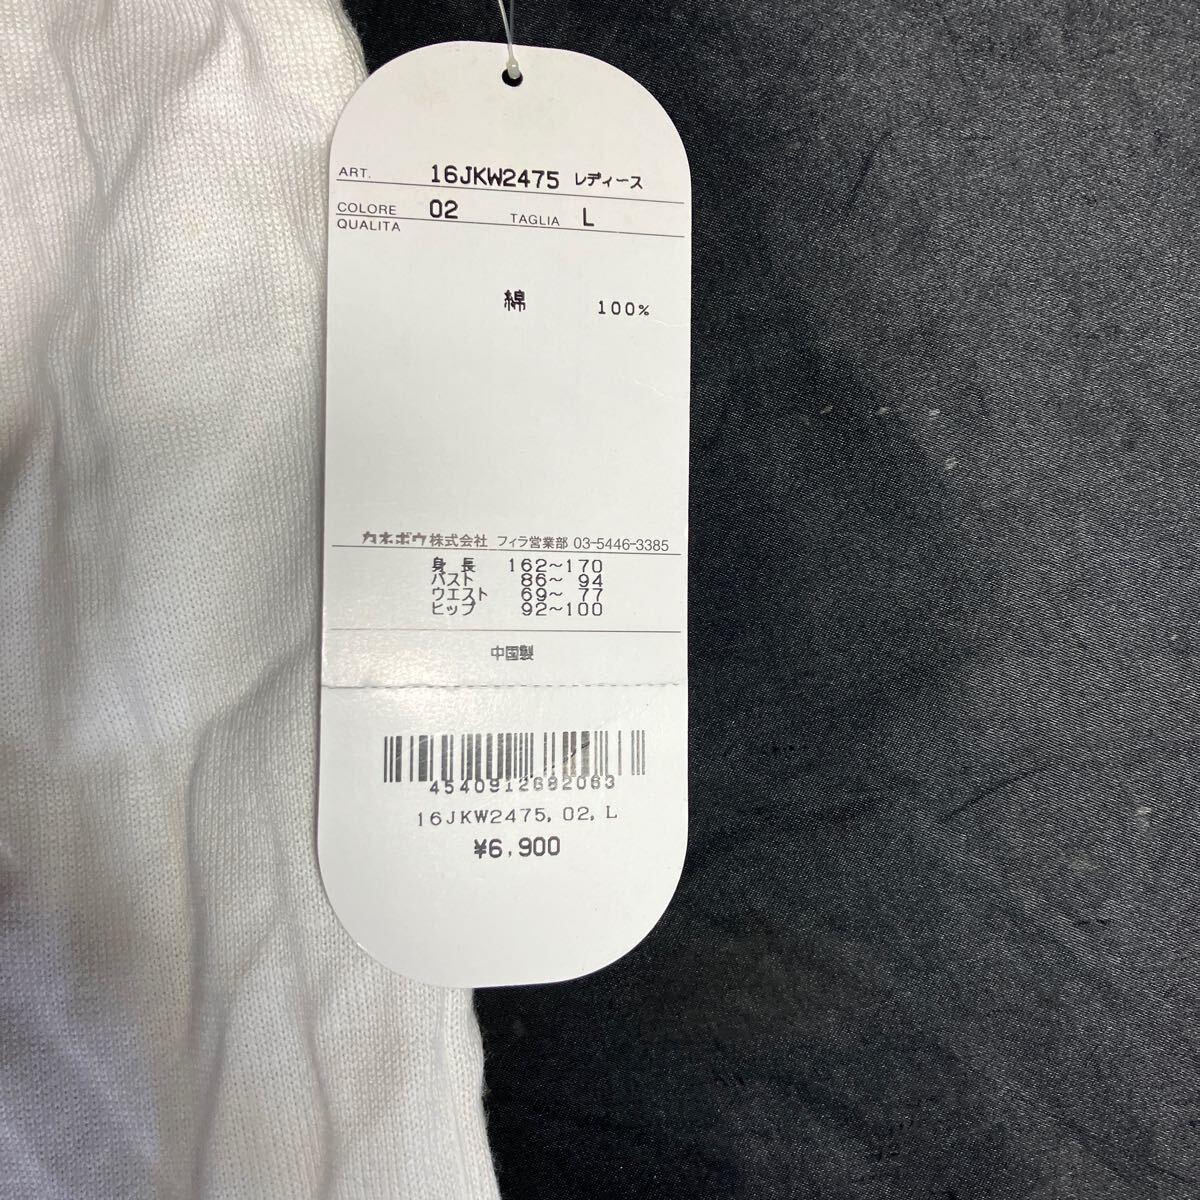 ART. 16JKW2475 レディース
COLORE 02 TAGLIA L
QUALITA
綿 100%
カネボウ株式会社 フィラ営業部 03-5446-3385
身長 162~170
バスト 86~ 94
ウエスト 69~ 77
ヒップ 92~100
中国製
4540912682063
16JKW2475, 02, L
¥6,900